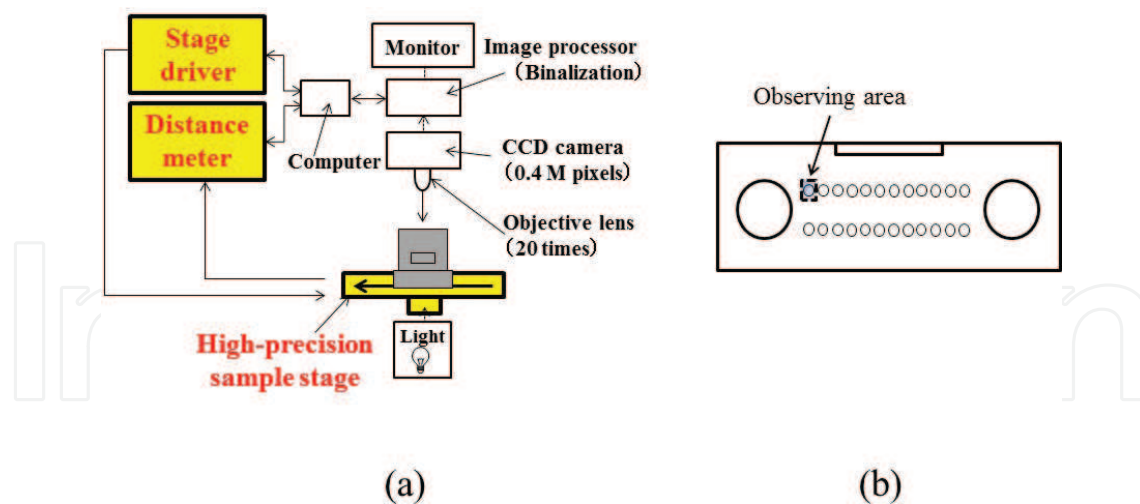 Stage
driver
Distance
meter
Computer
Monitor
Image processor
（Binalization）
CCD camera
(0.4 M pixels)
Objective lens
(20 times)
High-precision
sample stage
Light
(a)
Observing area
(b)